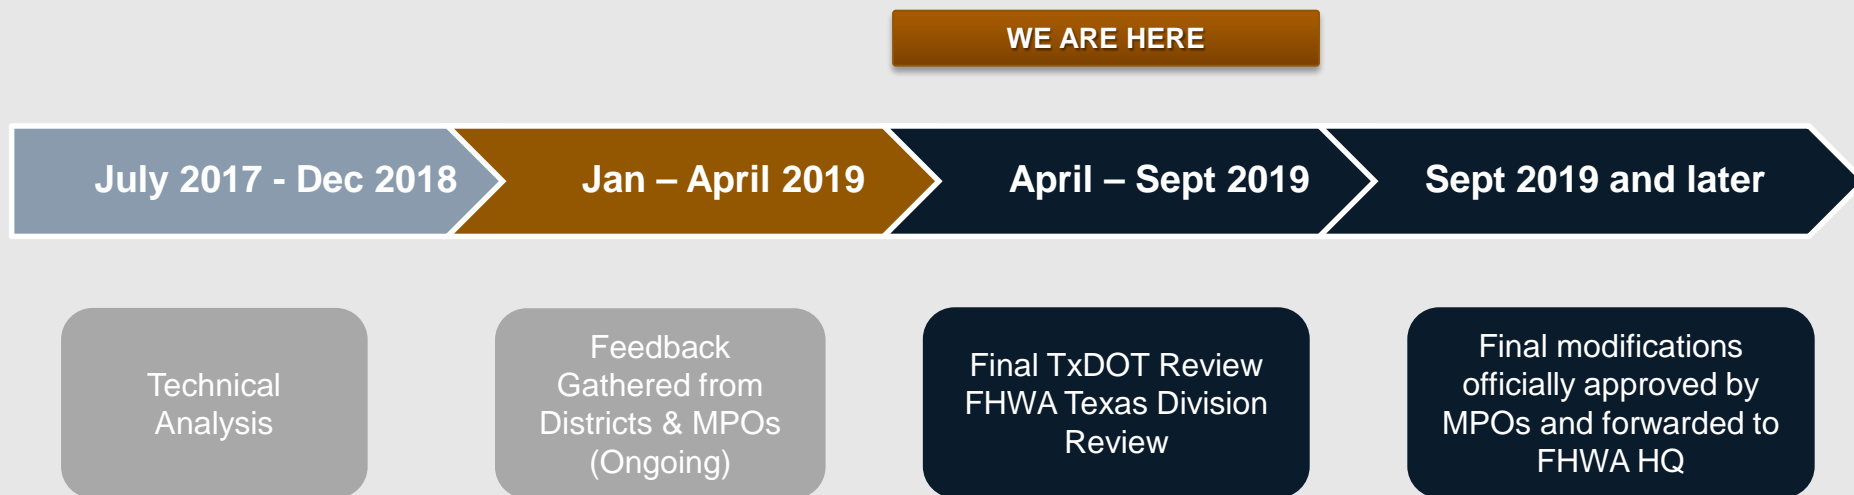 WE ARE HERE
July 2017 - Dec 2018
Jan – April 2019
April – Sept 2019
Sept 2019 and later
Technical
Analysis
Feedback
Gathered from
Districts & MPOs
(Ongoing)
Final TxDOT Review
FHWA Texas Division
Review
Final modifications
officially approved by
MPOs and forwarded to
FHWA HQ